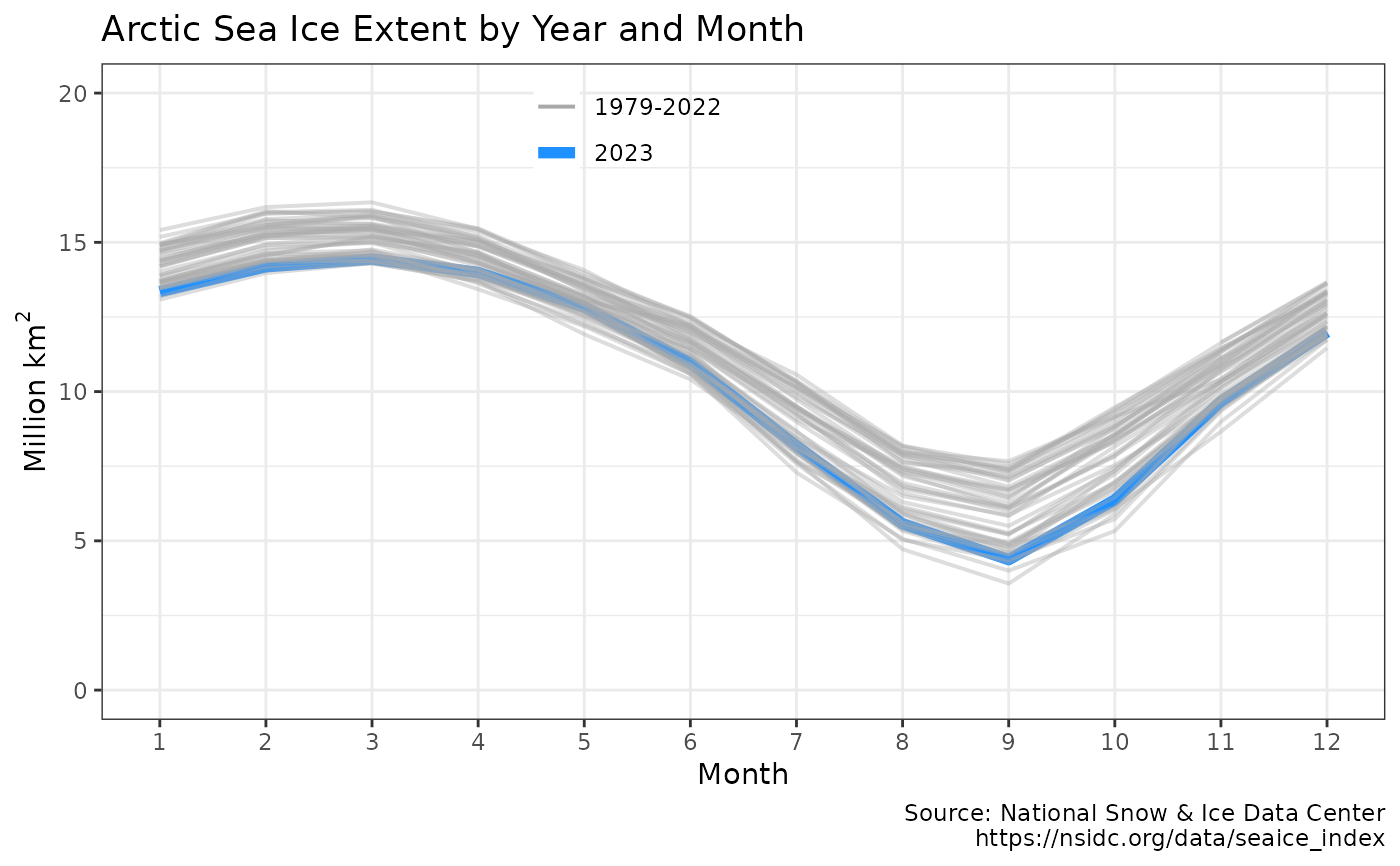 Arctic Sea Ice Extent by Year and Month
Million km²
20
15
10
5
0
1979-2022
2023
1 2 3 4 5 6 7 8 9 10 11 12
Month
Source: National Snow & Ice Data Center
https://nsidc.org/data/seaice_index